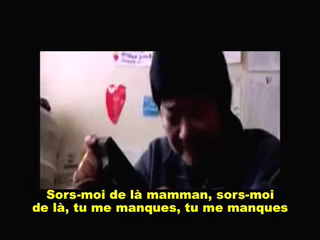 Sors-moi de là mamman, sors-moi
de là, tu me manques, tu me manques